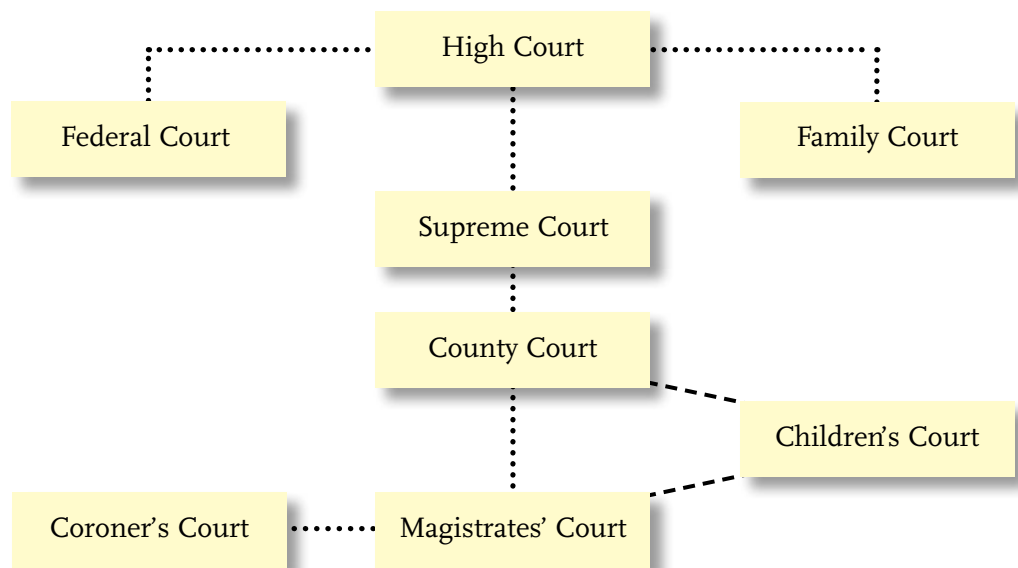 High Court
Federal Court
Family Court
Supreme Court
County Court
Children’s Court
Coroner’s Court
Magistrates’ Court